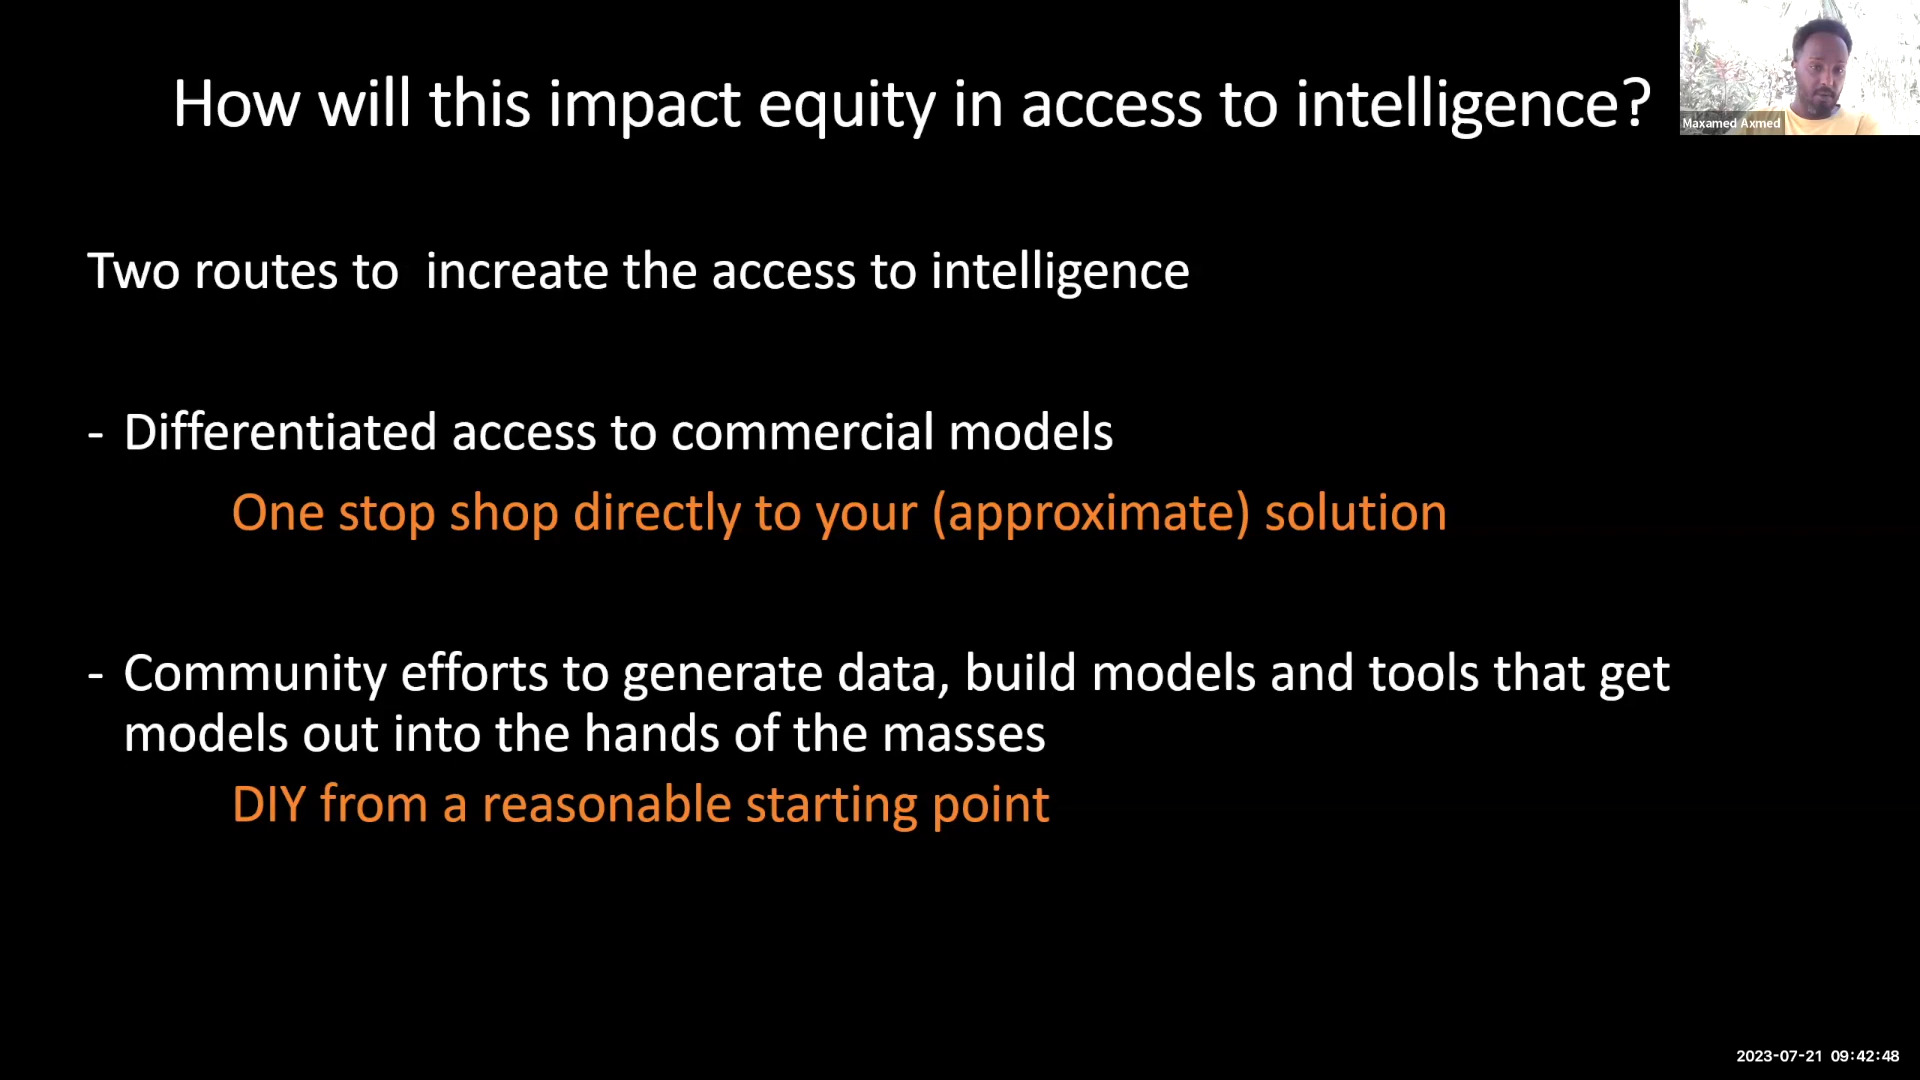 How will this impact equity in access to intelligence?
Maxamed Axmed
Two routes to  increate the access to intelligence
- Differentiated access to commercial models
One stop shop directly to your (approximate) solution
- Community efforts to generate data, build models and tools that get
models out into the hands of the masses
DIY from a reasonable starting point
2023-07-21 09:42:48